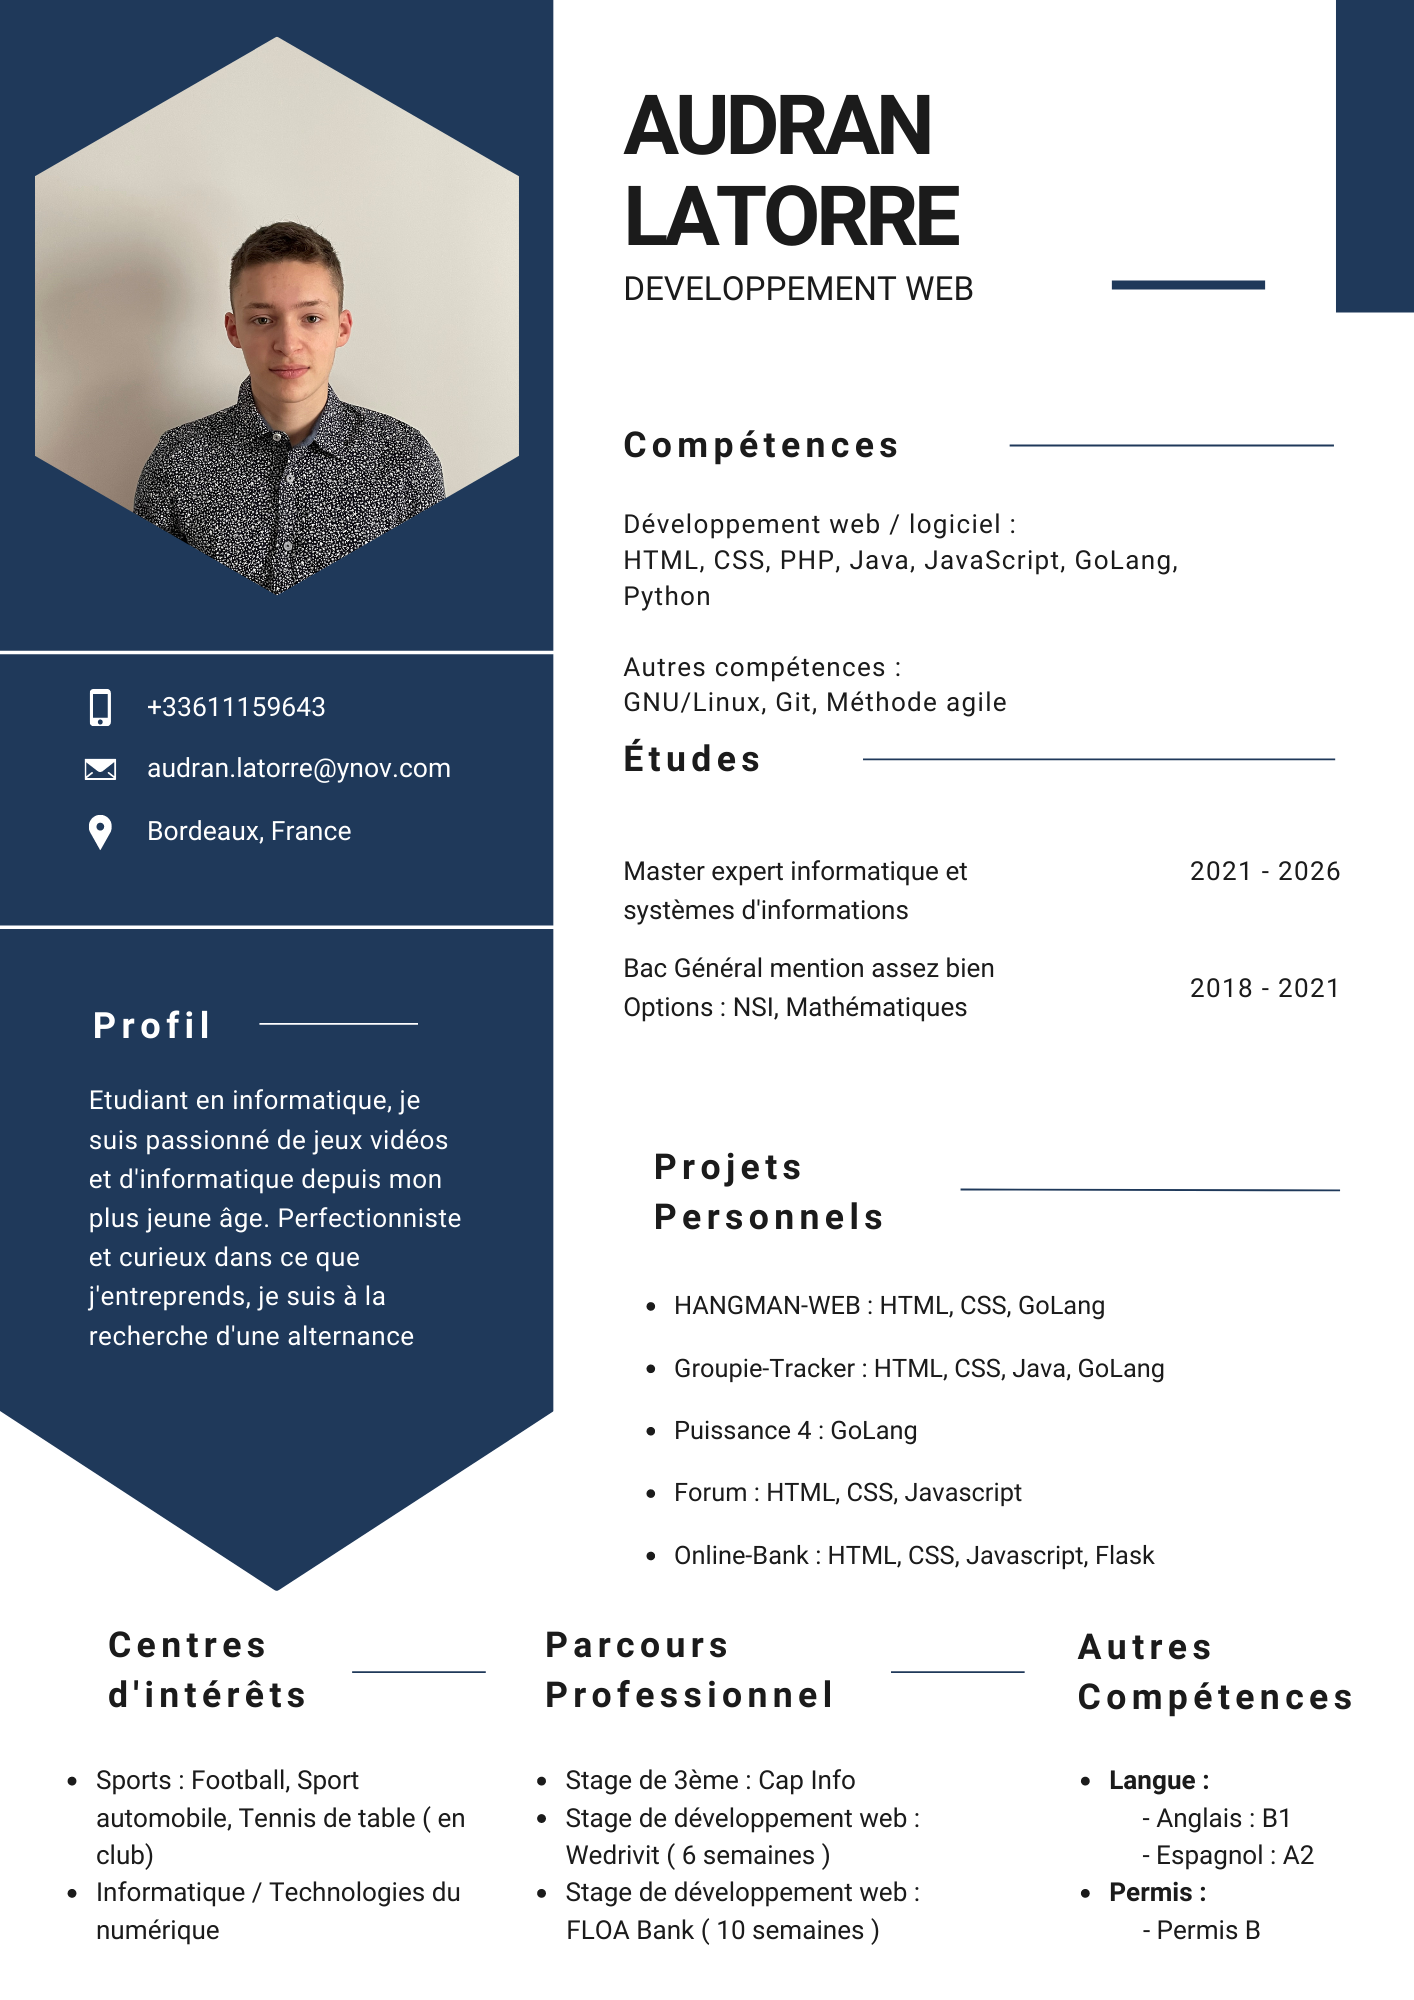 AUDRAN
LATORRE
DEVELOPPEMENT WEB
+33611159643
audran.latorre@ynov.com
Bordeaux, France
Profil
Etudiant en informatique, je
suis passionné de jeux vidéos
et d'informatique depuis mon
plus jeune âge. Perfectionniste
et curieux dans ce que
j'entreprends, je suis à la
recherche d'une alternance
Compétences
Développement web / logiciel :
HTML, CSS, PHP, Java, JavaScript, GoLang,
Python
Autres compétences :
GNU/Linux, Git, Méthode agile
Études
Master expert informatique et
systèmes d'informations
2021 - 2026
Bac Général mention assez bien
Options : NSI, Mathématiques
2018 - 2021
Projets
Personnels
• HANGMAN-WEB : HTML, CSS, GoLang
• Groupie-Tracker : HTML, CSS, Java, GoLang
• Puissance 4 : GoLang
• Forum : HTML, CSS, Javascript
• Online-Bank : HTML, CSS, Javascript, Flask
Centres
d'intérêts
• Sports : Football, Sport
automobile, Tennis de table ( en
club)
• Informatique / Technologies du
numérique
Parcours
Professionnel
• Stage de 3ème : Cap Info
• Stage de développement web :
Wedrivit ( 6 semaines )
• Stage de développement web :
FLOA Bank ( 10 semaines )
Autres
Compétences
• Langue :
- Anglais : B1
- Espagnol : A2
• Permis :
- Permis B